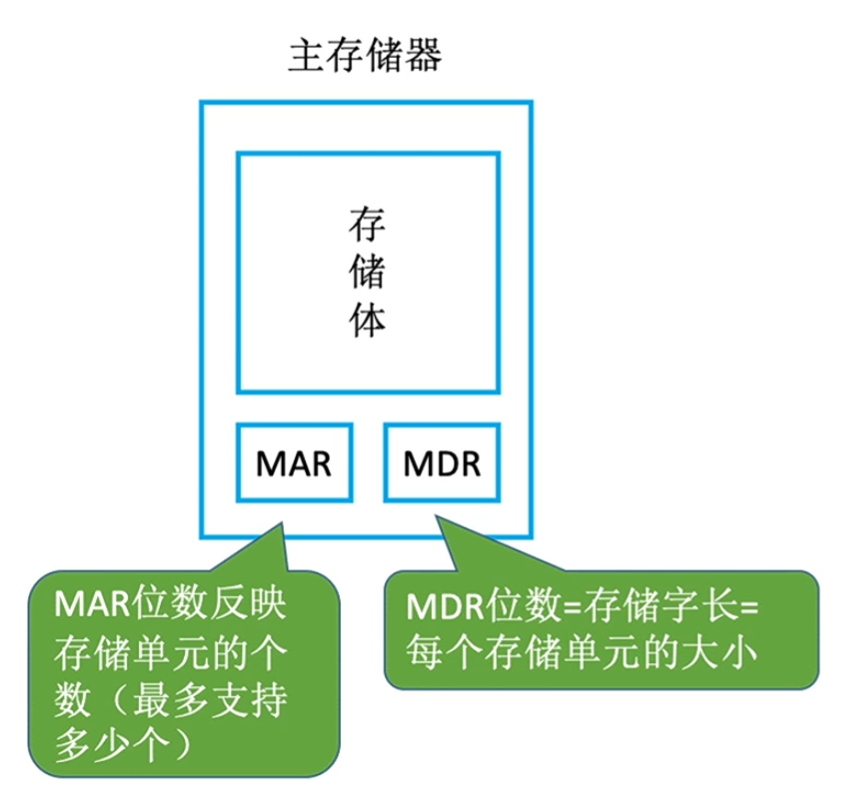 主存储器
存
储
体
MAR
MDR
MAR位数反映
存储单元的个
数（最多支持
多少个）
MDR位数=存储字长=
每个存储单元的大小